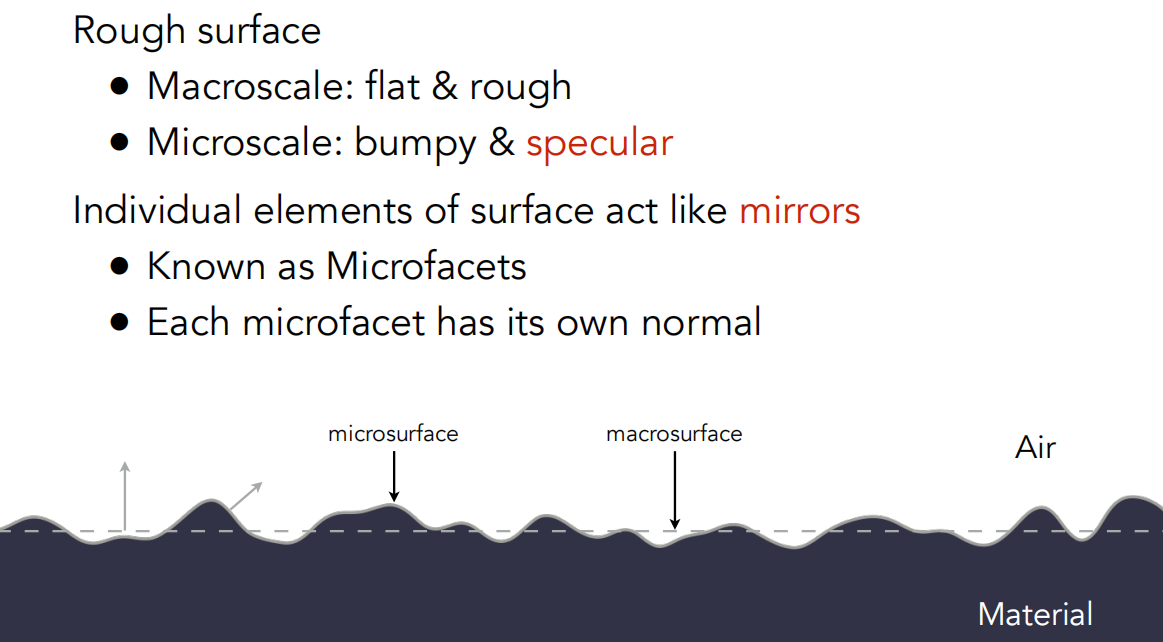 Rough surface
● Macroscale: flat & rough
● Microscale: bumpy & specular
Individual elements of surface act like mirrors
● Known as Microfacets
● Each microfacet has its own normal
microsurface
macrosurface
Air
Material